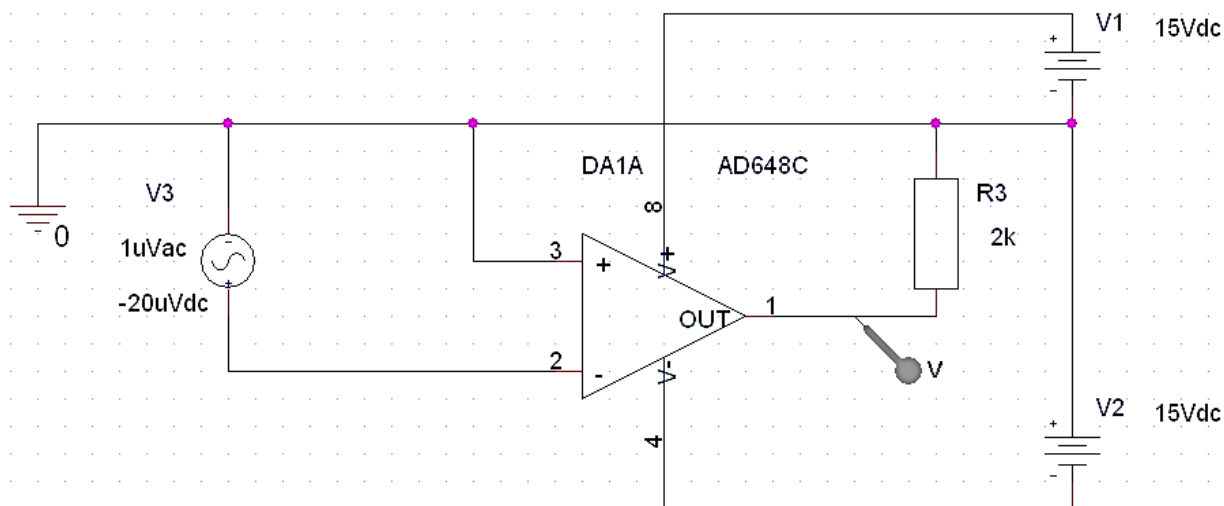 V1 15Vdc
+
-
DA1A AD648C
V3
8
R3
0
1uVac
-
2k
3
+
V+
-20uVdc
+
OUT
1
2
-
V-
V
4
V2 15Vdc
+
-